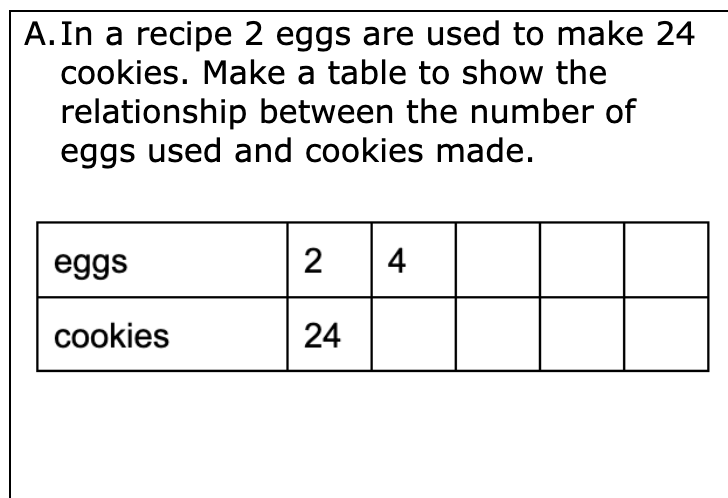 A. In a recipe 2 eggs are used to make 24
cookies. Make a table to show the
relationship between the number of
eggs used and cookies made.
eggs 2 4
cookies 24